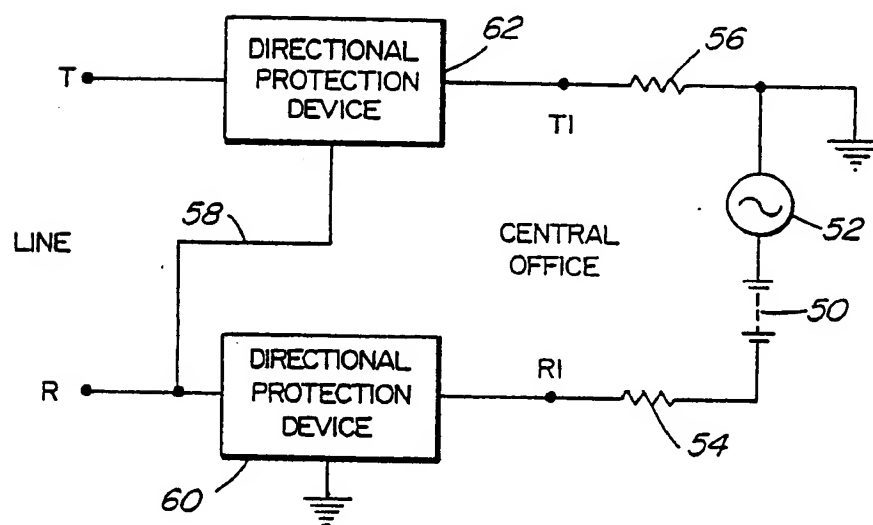 DIRECTIONAL
PROTECTION
DEVICE
62
56
T
T1
58
52
LINE
CENTRAL
OFFICE
50
DIRECTIONAL
PROTECTION
DEVICE
R
R1
54
60